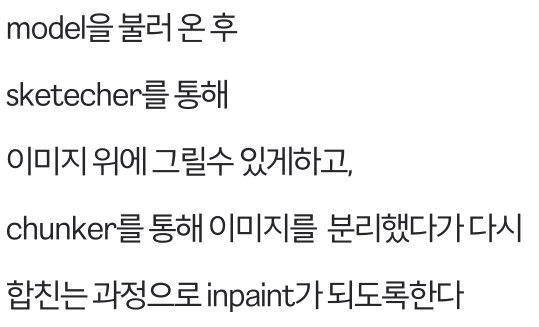 model을 불러 온 후
sketecher를 통해
이미지 위에 그릴수 있게하고,
chunker를 통해 이미지를 분리했다가 다시
합친는 과정으로 inpaint가 되도록한다